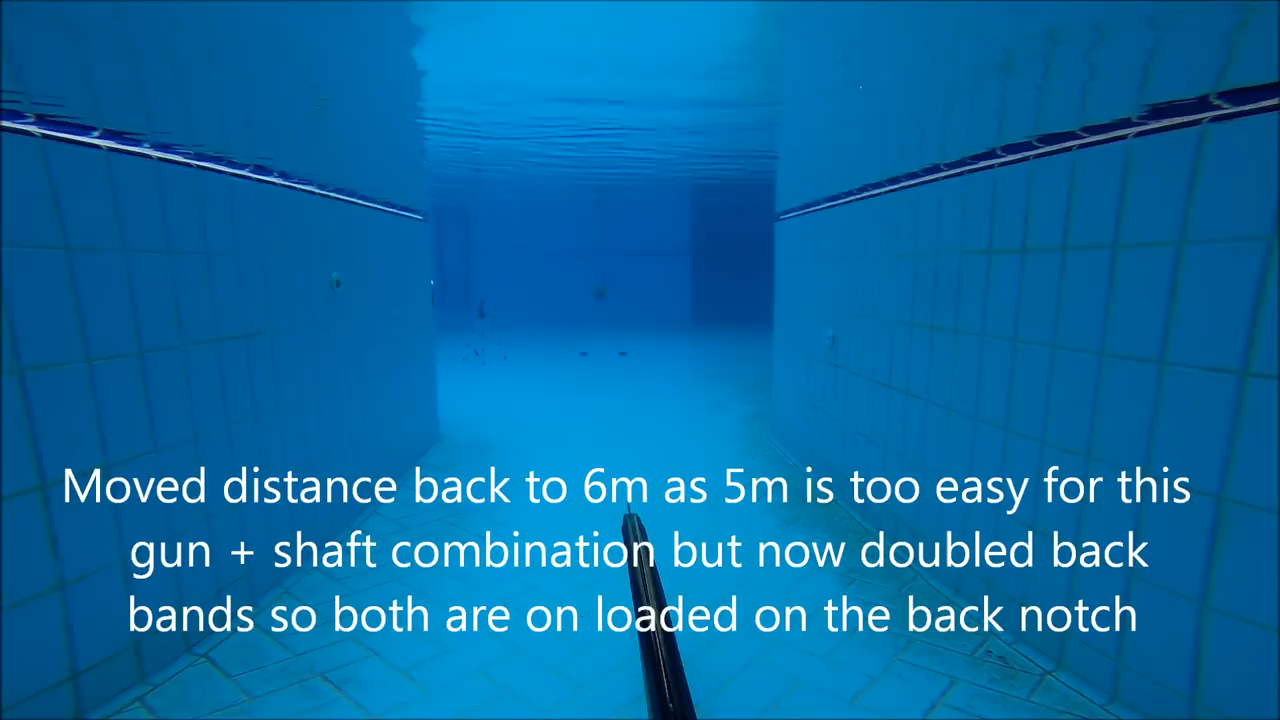 Moved distance back to 6m as 5m is too easy for this
gun + shaft combination but now doubled back
bands so both are on loaded on the back notch